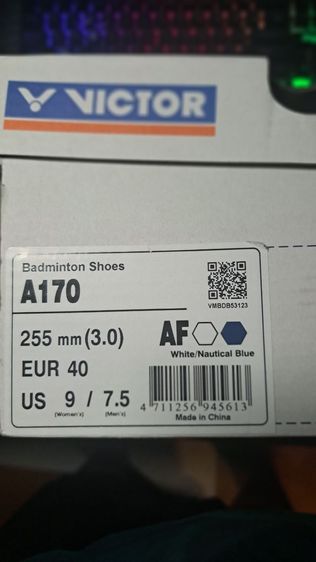 VICTOR
Badminton Shoes
A170
VMBDB53123
255 mm (3.0)
AF
White/Nautical Blue
EUR 40
US 9 / 7.5
(Women's) (Men's)
4 711256 945613
Made in China